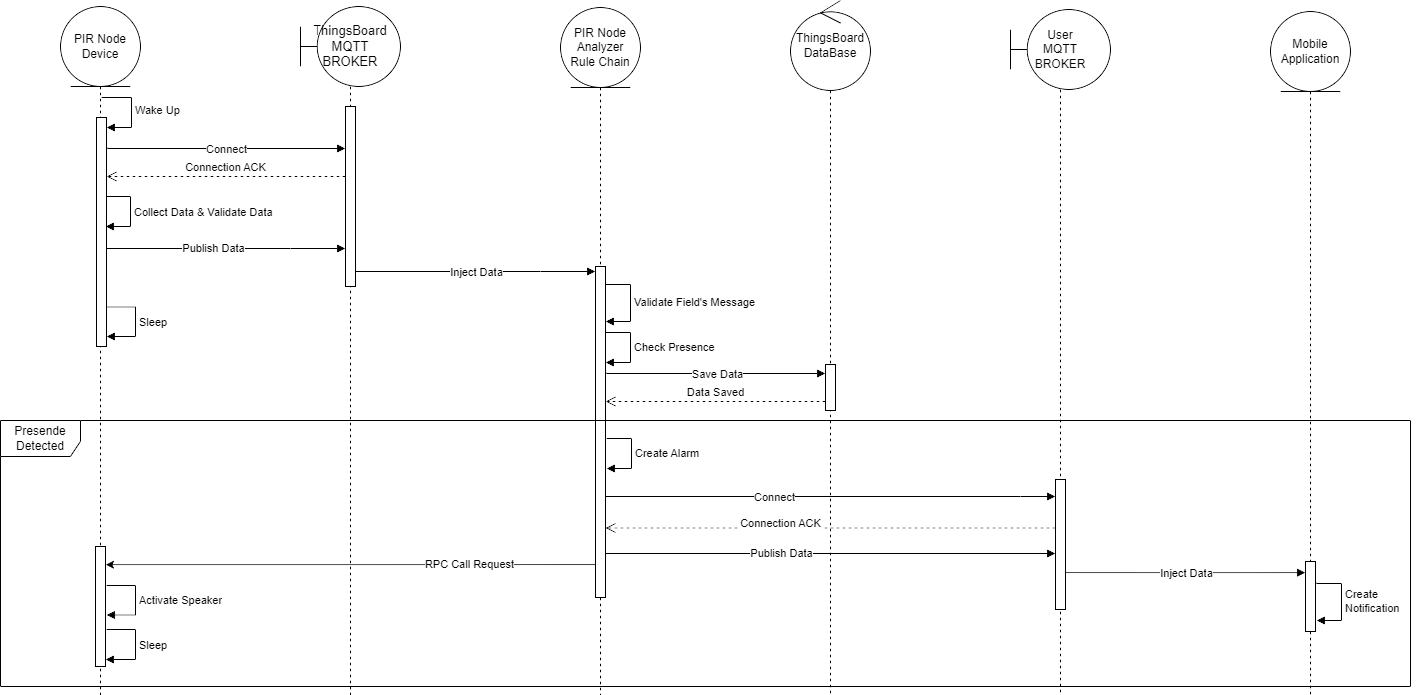 PIR Node
Device
ThingsBoard
MQTT
BROKER
PIR Node
Analyzer
Rule Chain
ThingsBoard
DataBase
User
MQTT
BROKER
Mobile
Application
Wake Up
Connect
Connection ACK
Collect Data & Validate Data
Publish Data
Inject Data
Validate Field's Message
Sleep
Check Presence
Save Data
Data Saved
Presende
Detected
Create Alarm
Connect
Connection ACK
Publish Data
RPC Call Request
Inject Data
Activate Speaker
Create
Notification
Sleep